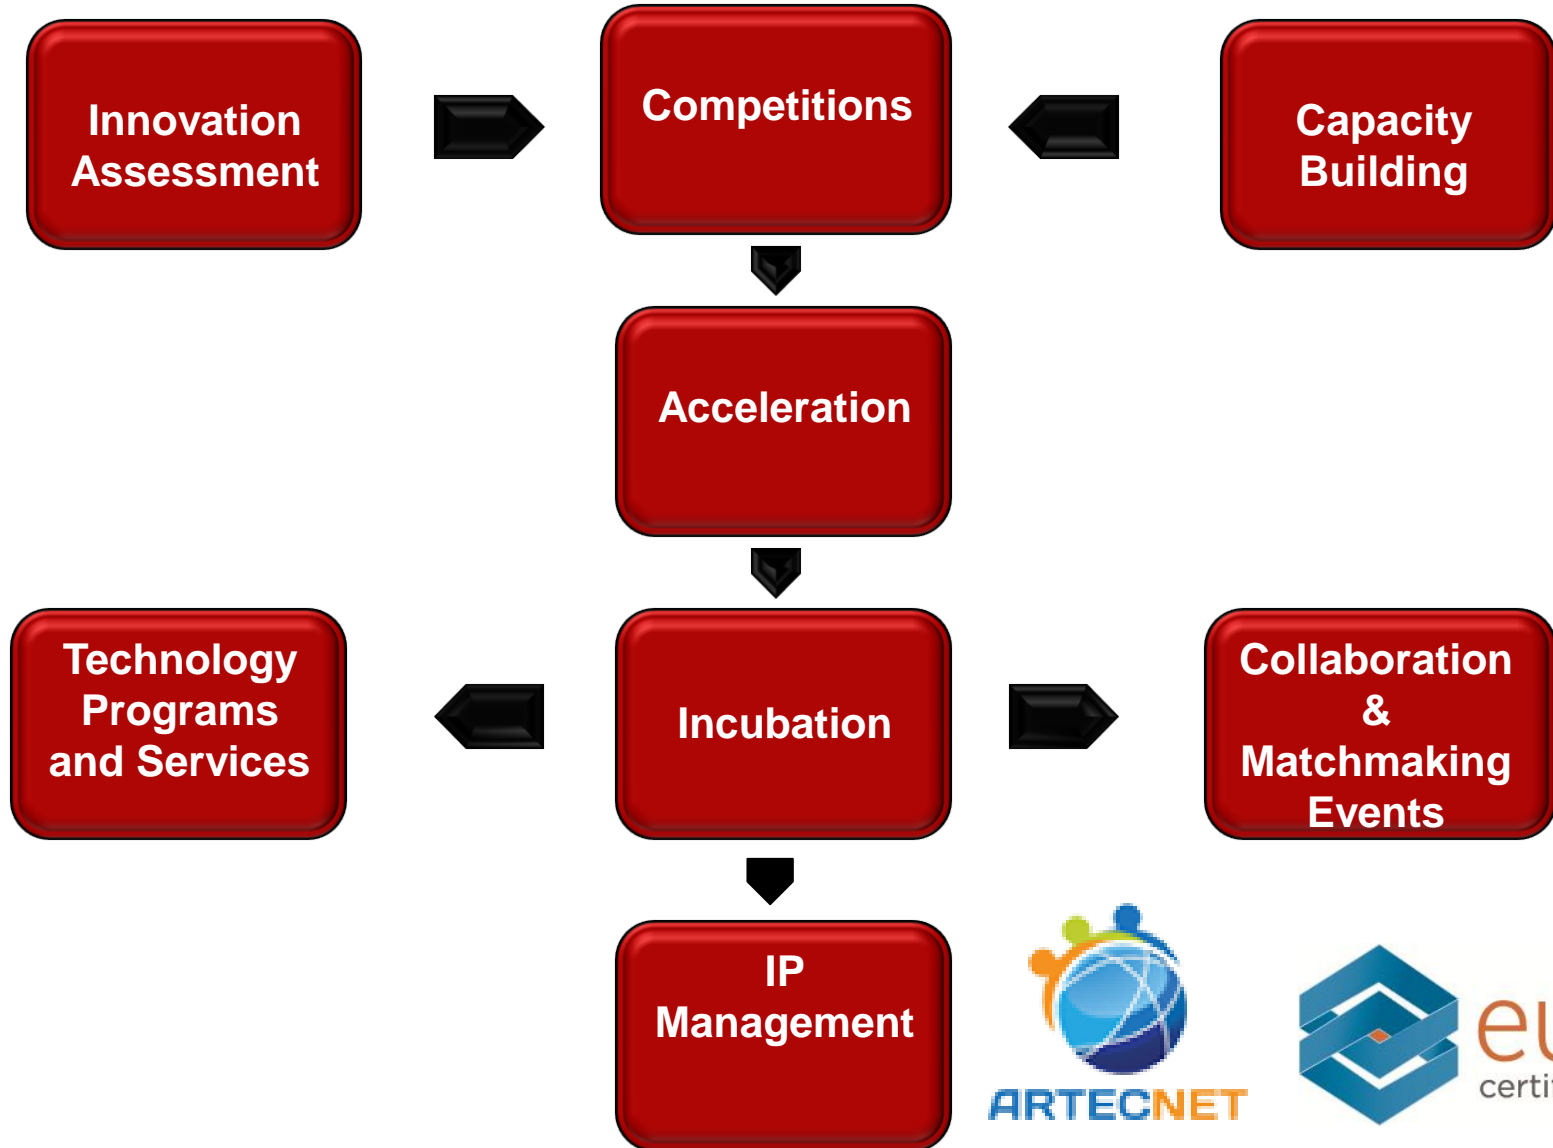 Innovation
Assessment
Competitions
Capacity
Building
Acceleration
Technology
Programs
and Services
Incubation
Collaboration
&
Matchmaking
Events
IP
Management
ARTECNET